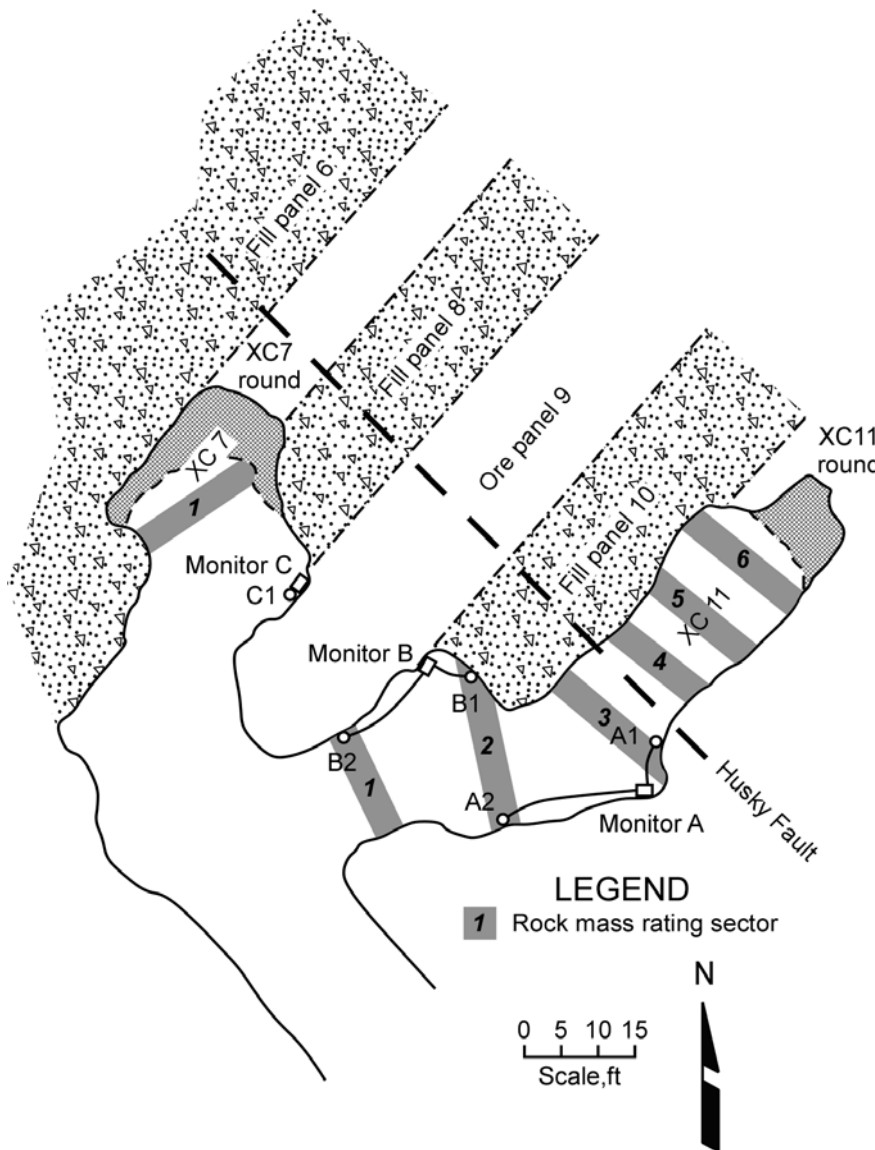 Fill panel 6
XC7
round
Fill panel 8
XC 7
1
Ore panel 9
XC11
round
Fill panel 10
6
5
XC 11
4
3
Monitor C
C1
Monitor B
B1
B2
2
1
A1
A2
Monitor A
Husky Fault
LEGEND
1 Rock mass rating sector
N
0 5 10 15
Scale,ft